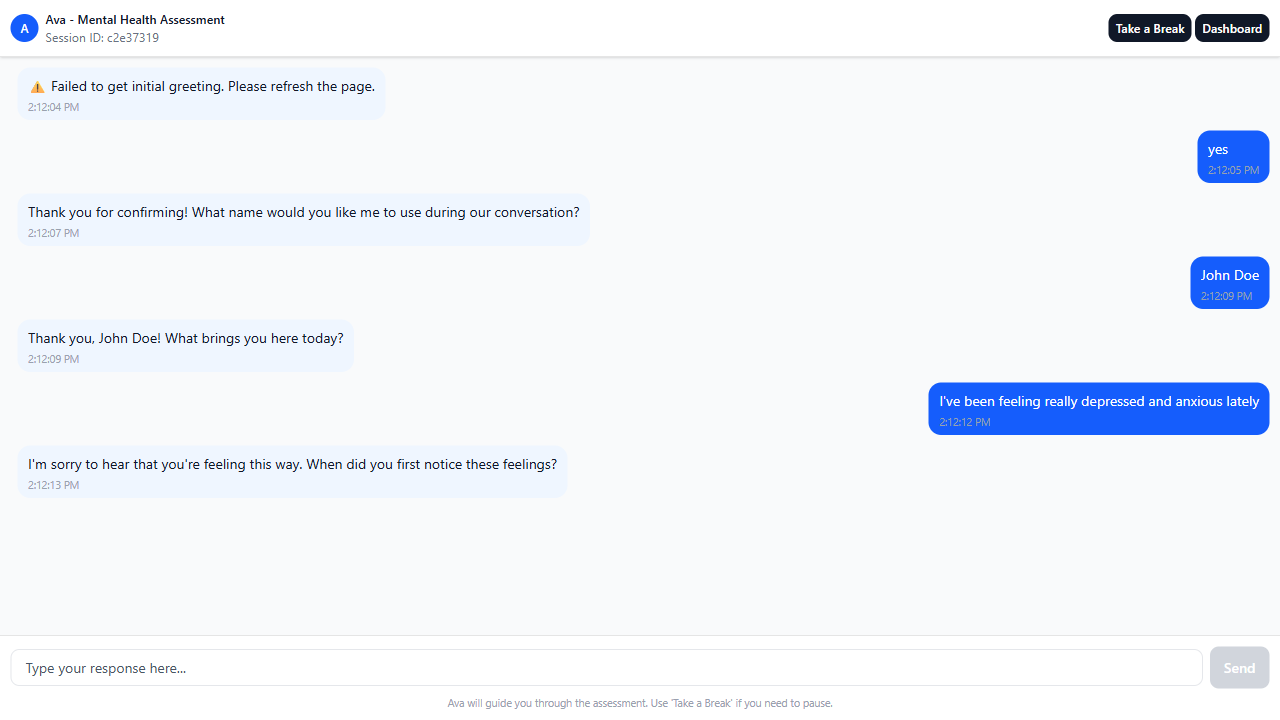 A
Ava - Mental Health Assessment
Session ID: c2e37319
Take a Break
Dashboard
⚠️ Failed to get initial greeting. Please refresh the page.
2:12:04 PM
yes
2:12:05 PM
Thank you for confirming! What name would you like me to use during our conversation?
2:12:07 PM
John Doe
2:12:09 PM
Thank you, John Doe! What brings you here today?
2:12:09 PM
I've been feeling really depressed and anxious lately
2:12:12 PM
I'm sorry to hear that you're feeling this way. When did you first notice these feelings?
2:12:13 PM
Type your response here...
Send
Ava will guide you through the assessment. Use 'Take a Break' if you need to pause.